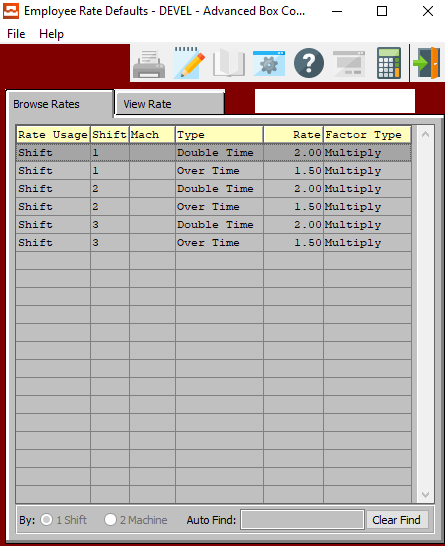 Employee Rate Defaults - DEVEL - Advanced Box Co...
File Help
Browse Rates View Rate
Rate Usage Shift Mach Type Rate Factor Type
Shift 1 Double Time 2.00 Multiply
Shift 1 Over Time 1.50 Multiply
Shift 2 Double Time 2.00 Multiply
Shift 2 Over Time 1.50 Multiply
Shift 3 Double Time 2.00 Multiply
Shift 3 Over Time 1.50 Multiply
By: 1 Shift 2 Machine Auto Find: Clear Find